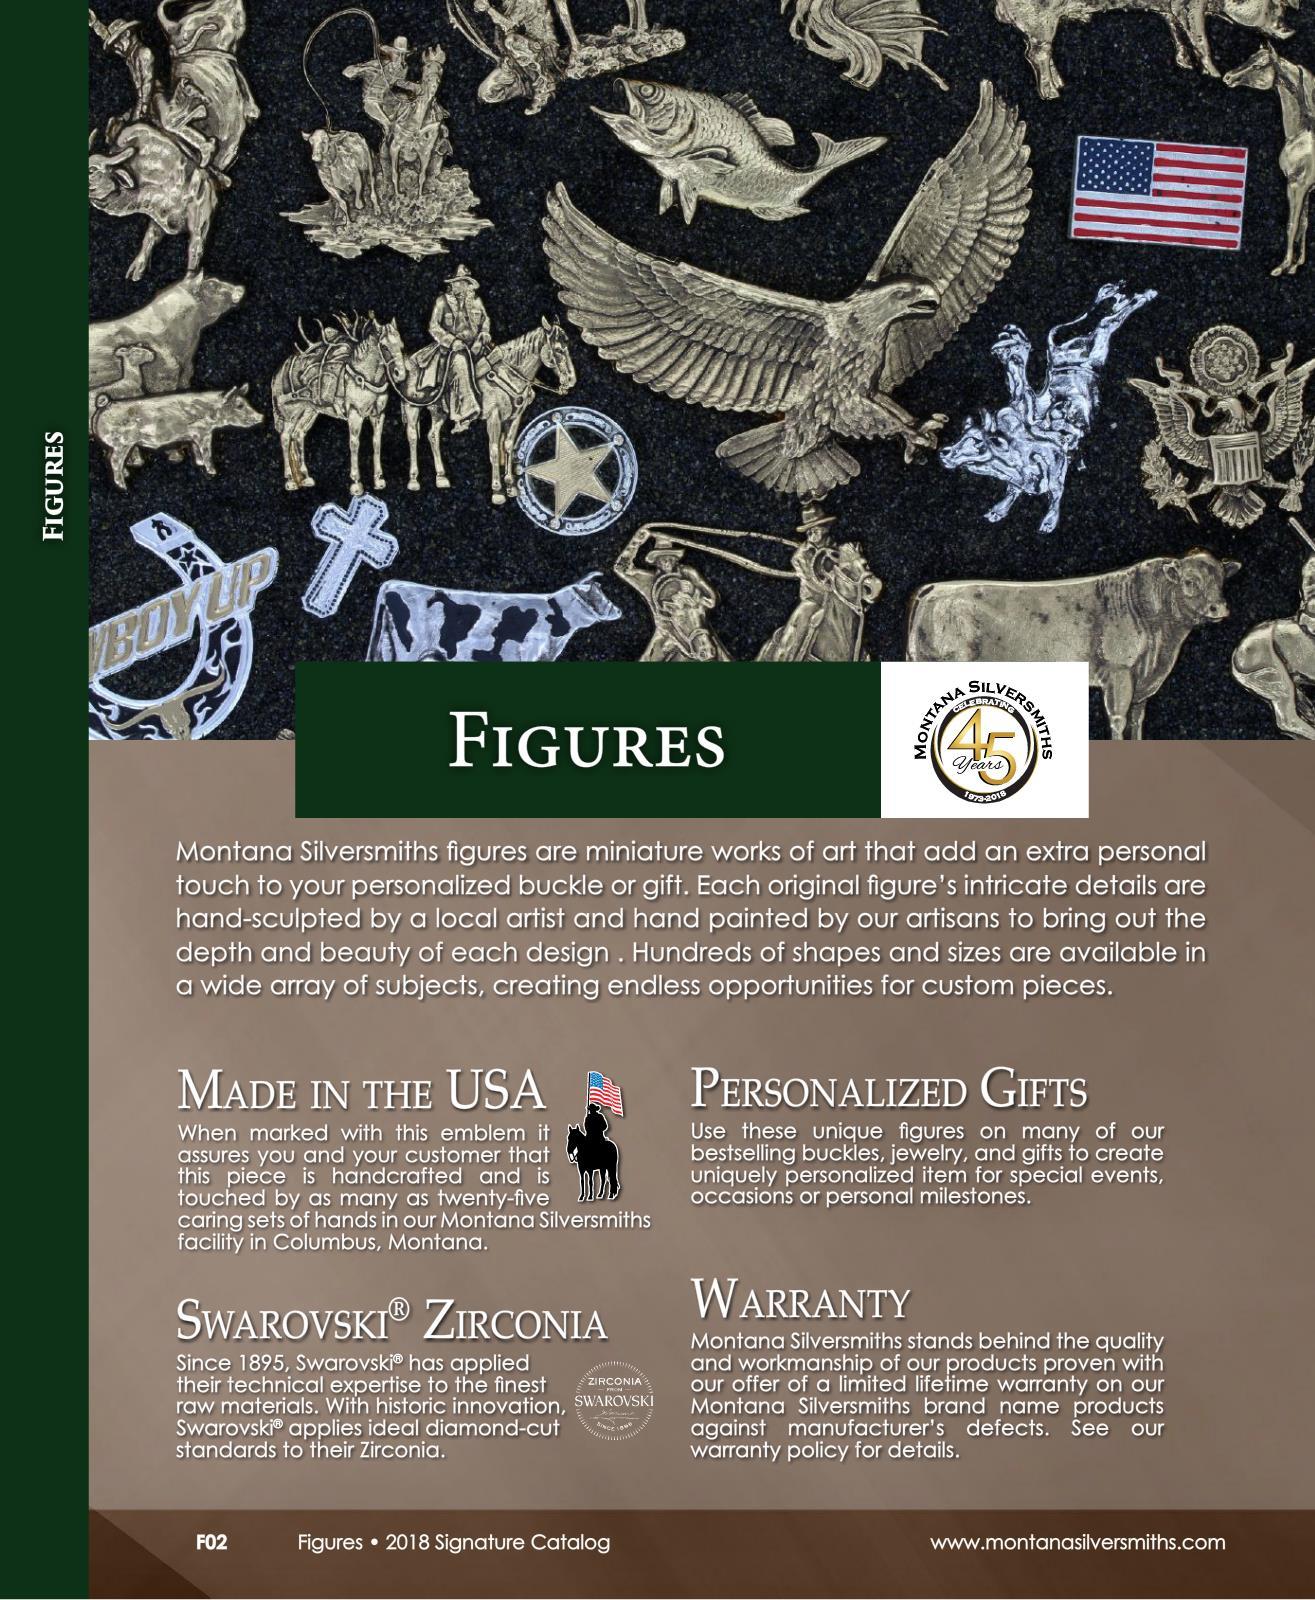 FIGURES
WBOY UP
FIGURES
MONTANA SILVERSMITHS
CELEBRATING
45
Years
1973-2018
Montana Silversmiths figures are miniature works of art that add an extra personal
touch to your personalized buckle or gift. Each original figure’s intricate details are
hand-sculpted by a local artist and hand painted by our artisans to bring out the
depth and beauty of each design . Hundreds of shapes and sizes are available in
a wide array of subjects, creating endless opportunities for custom pieces.
MADE IN THE USA
When marked with this emblem it
assures you and your customer that
this piece is handcrafted and is
touched by as many as twenty-five
caring sets of hands in our Montana Silversmiths
facility in Columbus, Montana.
PERSONALIZED GIFTS
Use these unique figures on many of our
bestselling buckles, jewelry, and gifts to create
uniquely personalized item for special events,
occasions or personal milestones.
SWAROVSKI® ZIRCONIA
Since 1895, Swarovski® has applied
their technical expertise to the finest
raw materials. With historic innovation,
Swarovski® applies ideal diamond-cut
standards to their Zirconia.
ZIRCONIA
FROM
SWAROVSKI
SINCE 1895
WARRANTY
Montana Silversmiths stands behind the quality
and workmanship of our products proven with
our offer of a limited lifetime warranty on our
Montana Silversmiths brand name products
against manufacturer’s defects. See our
warranty policy for details.
F02 Figures • 2018 Signature Catalog www.montanasilversmiths.com